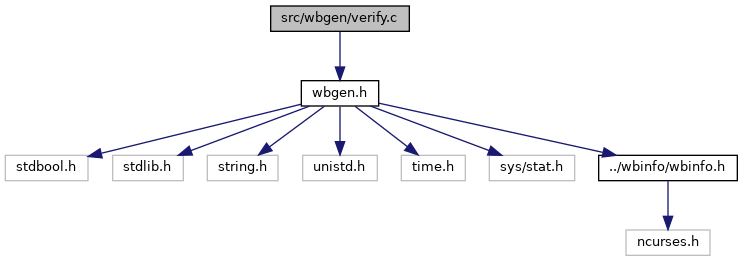 src/wbgen/verify.c
wbgen.h
stdbool.h
stdlib.h
string.h
unistd.h
time.h
sys/stat.h
../wbinfo/wbinfo.h
ncurses.h